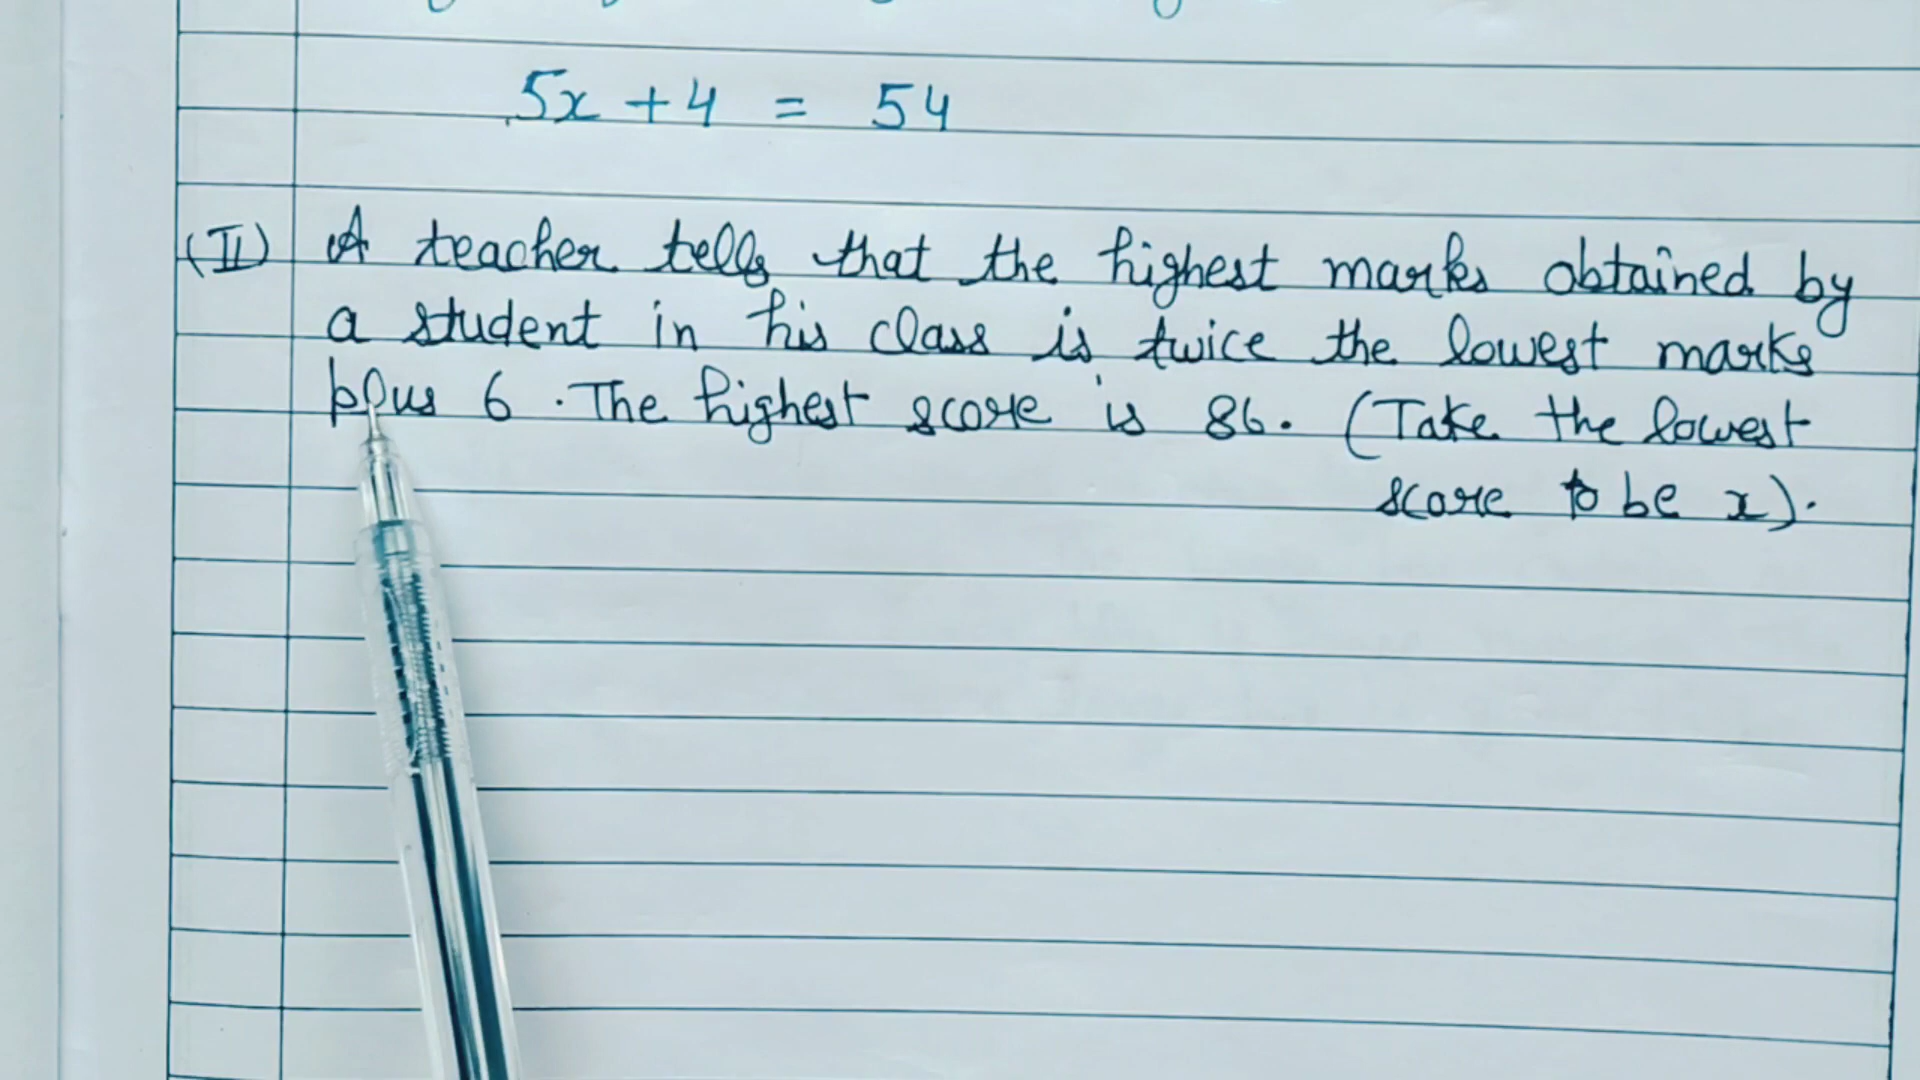 5x + 4 = 54
(II) A teacher tells that the highest marks obtained by
a student in his class is twice the lowest marks
plus 6. The highest score is 86. (Take the lowest
score to be x).